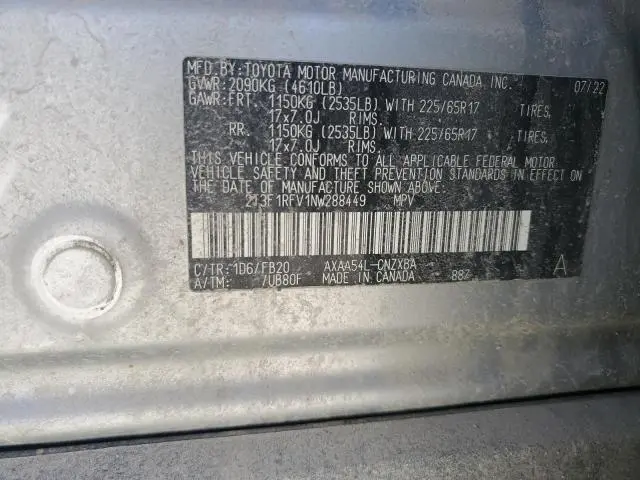 MFD.BY: TOYOTA MOTOR MANUFACTURING CANADA INC. 07/22
GVWR: 2090KG (4610LB)
GAWR: FRT. 1150KG (2535LB) WITH 225/65R17 TIRES,
17x7.0J RIMS.
RR. 1150KG (2535LB) WITH 225/65R17 TIRES,
17x7.0J RIMS.
THIS VEHICLE CONFORMS TO ALL APPLICABLE FEDERAL MOTOR
VEHICLE SAFETY AND THEFT PREVENTION STANDARDS IN EFFECT
ON THE DATE OF MANUFACTURE SHOWN ABOVE.
2T3F1RFV1NW288449 MPV
C/TR: 1D6/FB20 AXAA54L-CNZXBA A
A/TM: /UB80F MADE IN CANADA 887